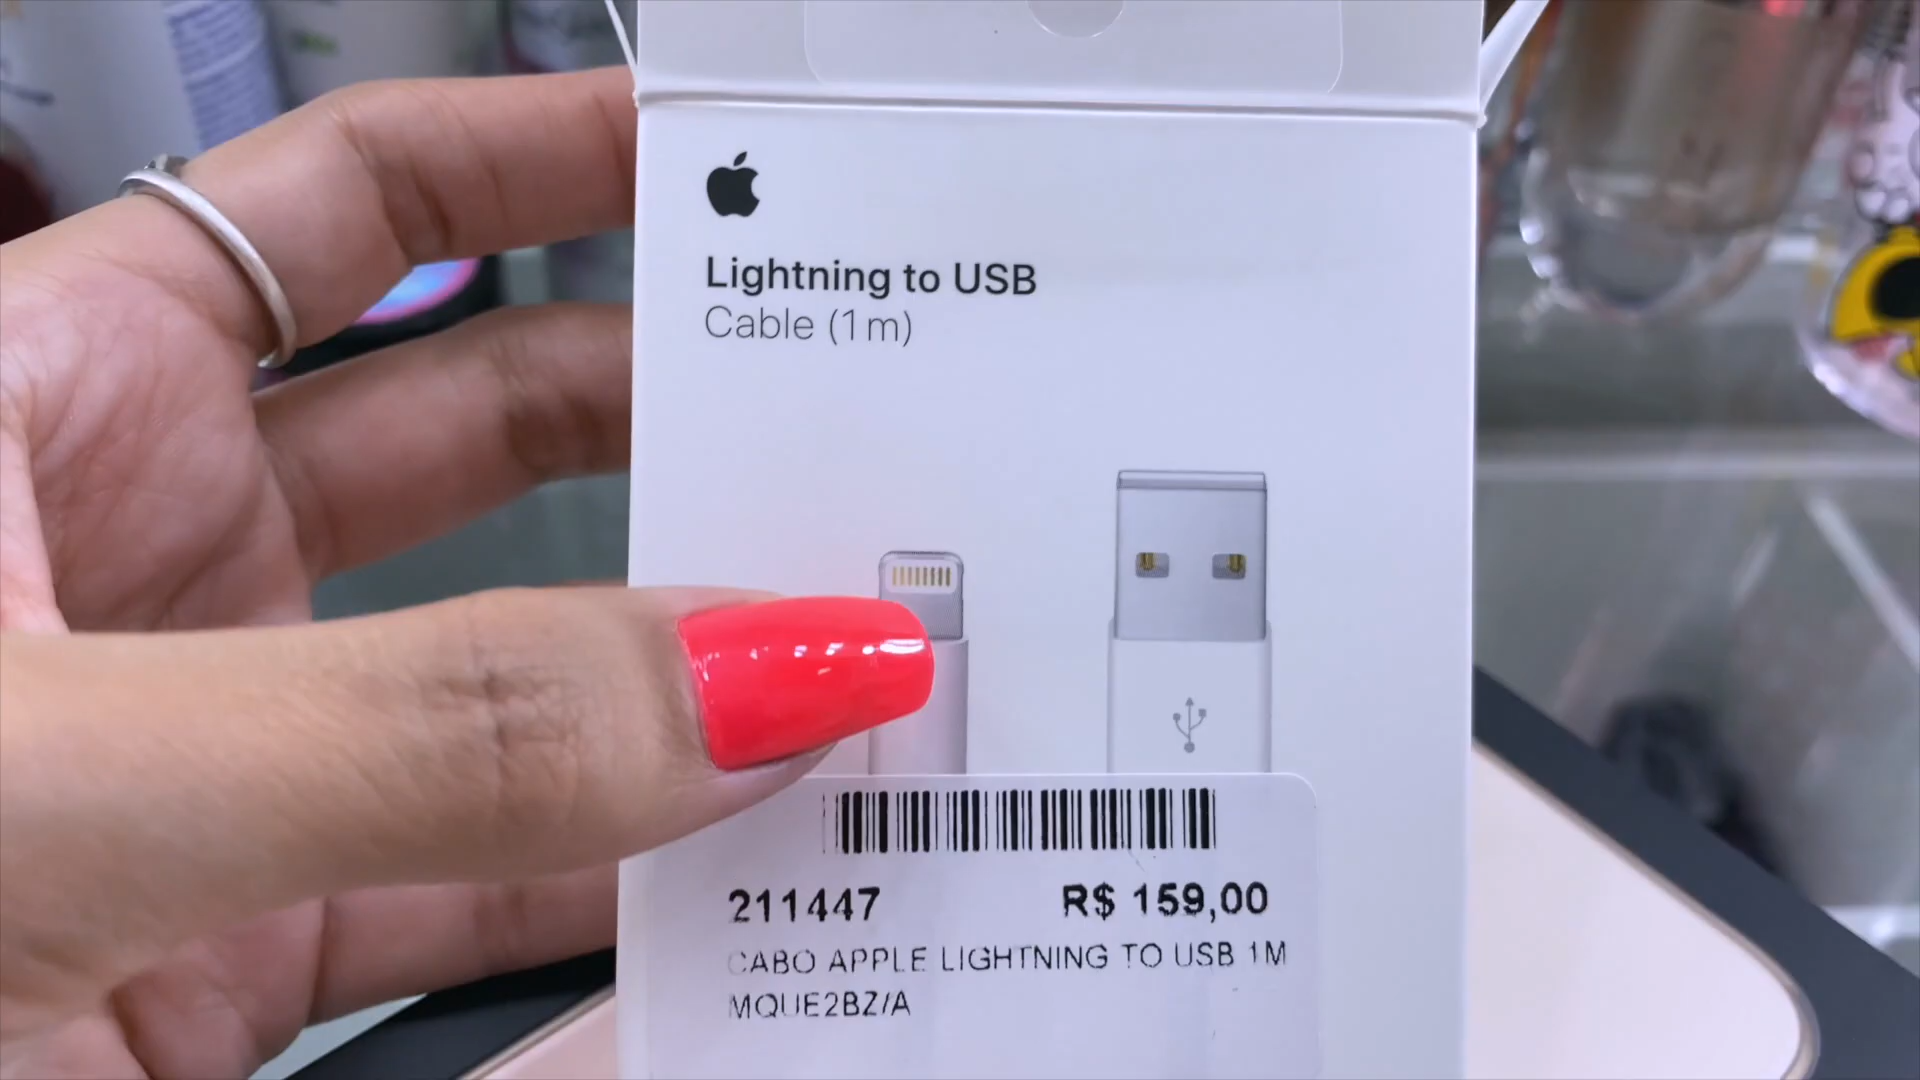 Lightning to USB
Cable (1 m)
211447 R$ 159,00
CABO APPLE LIGHTNING TO USB 1M
MQUE2BZ/A